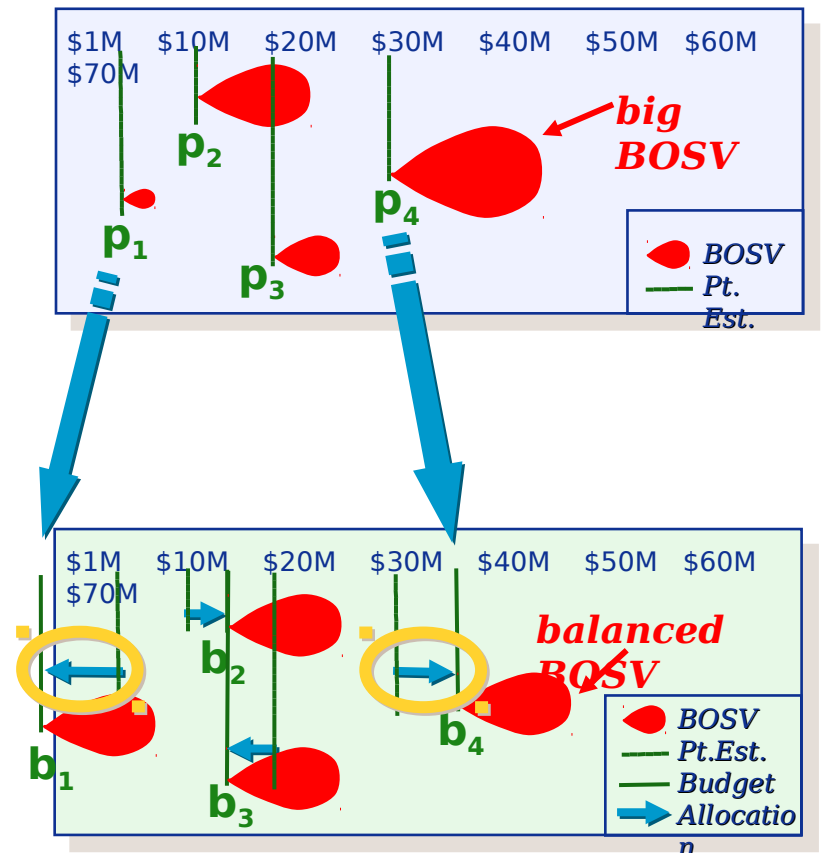 $1M $10M $20M $30M $40M $50M $60M
$70M
big
BOSV
p2
p4
p1
p3
BOSV
Pt.
Est.
$1M $10M $20M $30M $40M $50M $60M
$70M
balanced
BOSV
b2
b4
b1
b3
BOSV
Pt.Est.
Budget
Allocatio
n